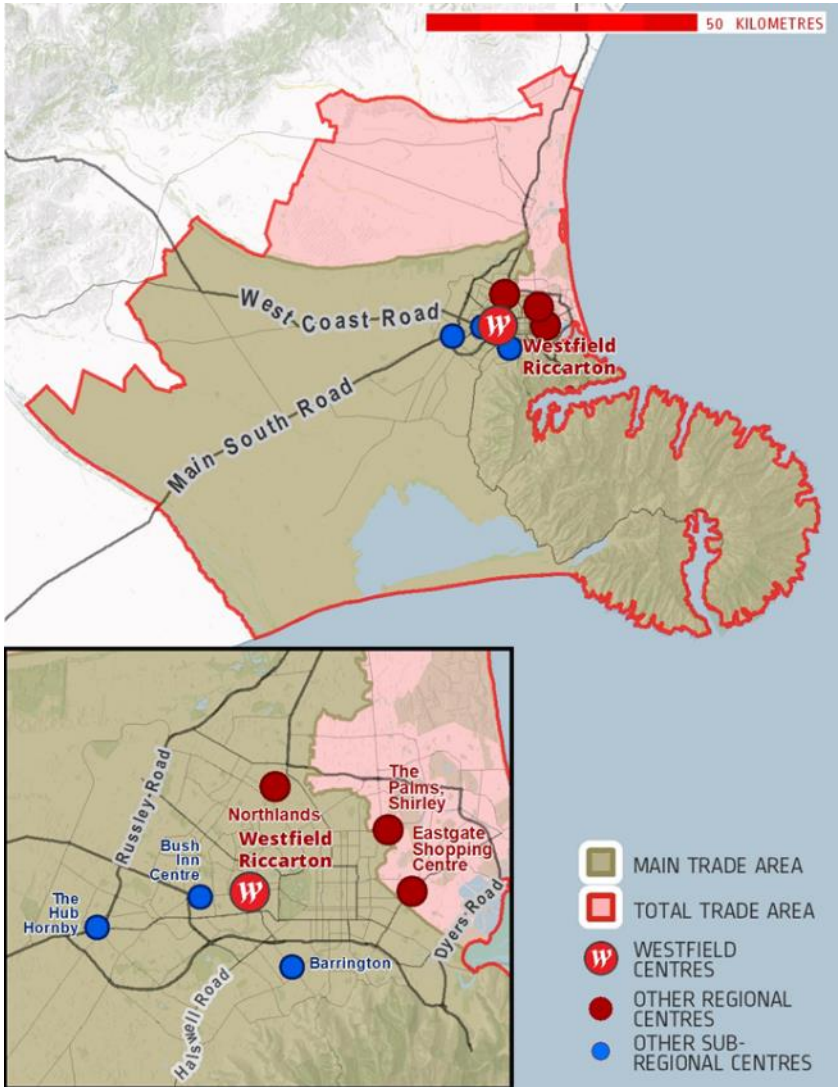 50 KILOMETRES
West Coast Road
W
Westfield
Riccarton
Main South Road
Russley Road
Northlands
The
Palms,
Shirley
Westfield
Riccarton
Eastgate
Shopping
Centre
Bush
Inn
Centre
W
The
Hub
Hornby
Barrington
Dyers Road
Halswell Road
MAIN TRADE AREA
TOTAL TRADE AREA
W
WESTFIELD
CENTRES
OTHER REGIONAL
CENTRES
OTHER SUB-
REGIONAL CENTRES